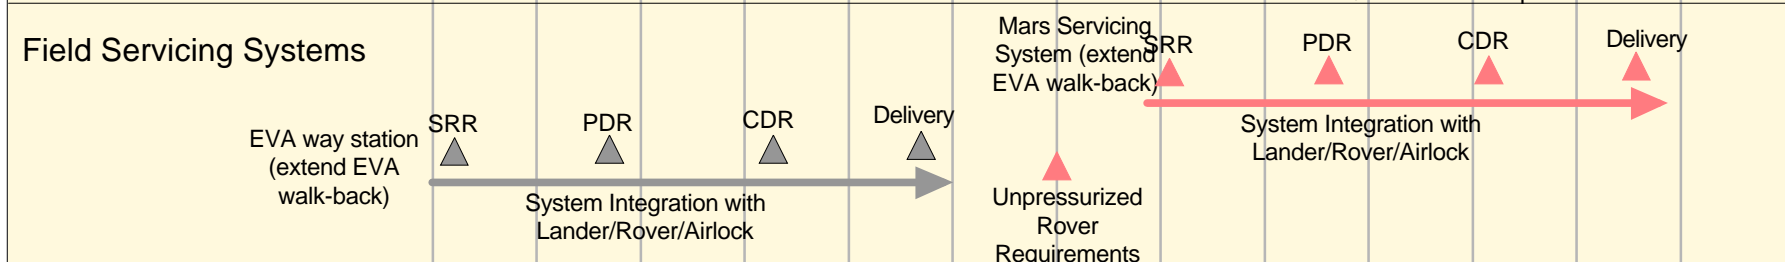 Field Servicing Systems
EVA way station
(extend EVA
walk-back)
SRR
PDR
CDR
Delivery
System Integration with
Lander/Rover/Airlock
Mars Servicing
System (extend
EVA walk-back)
Unpressurized
Rover
Requirements
SRR
PDR
CDR
Delivery
System Integration with
Lander/Rover/Airlock